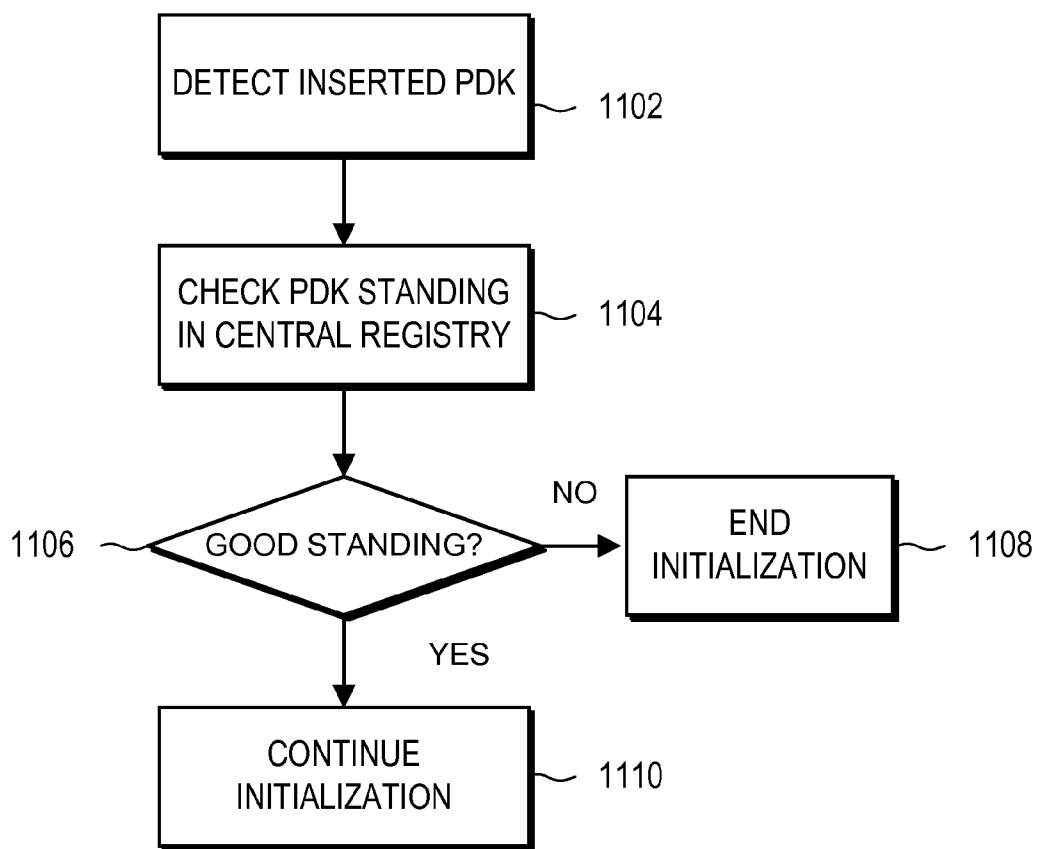 DETECT INSERTED PDK
1102
CHECK PDK STANDING
IN CENTRAL REGISTRY
1104
1106
GOOD STANDING?
NO
END
INITIALIZATION
1108
YES
CONTINUE
INITIALIZATION
1110